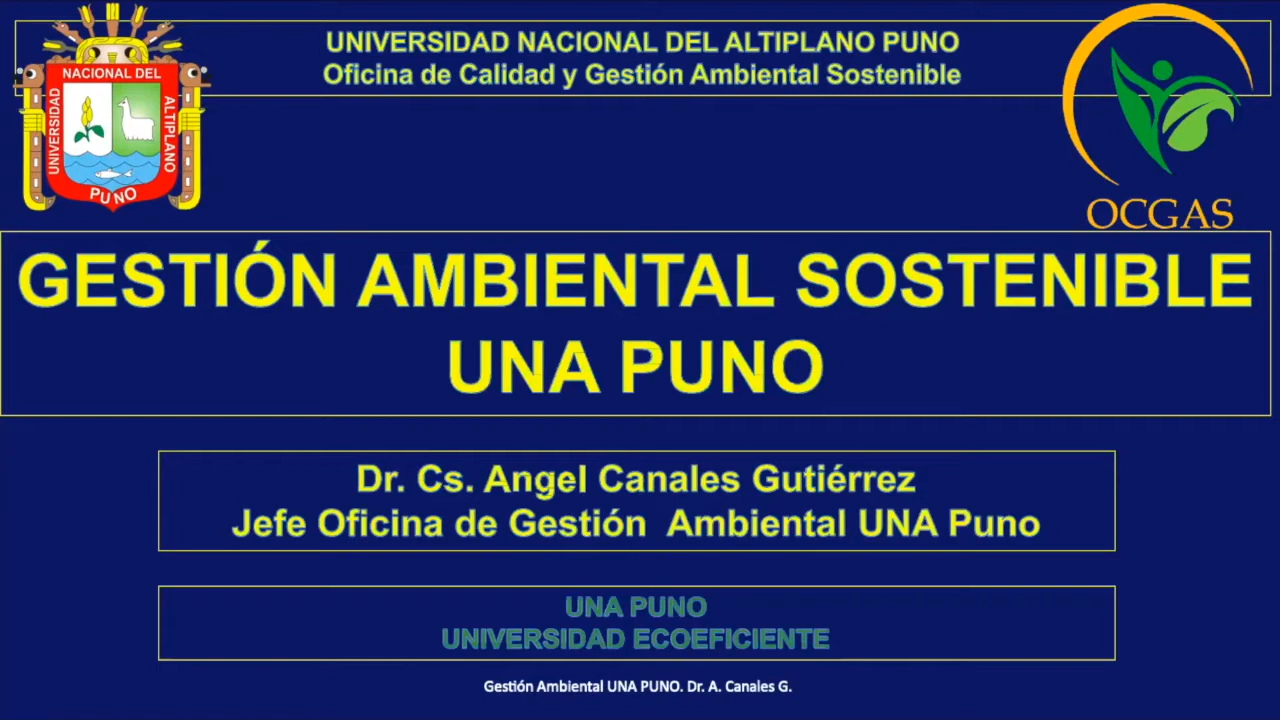 UNIVERSIDAD NACIONAL DEL ALTIPLANO PUNO
Oficina de Calidad y Gestión Ambiental Sostenible
UNIVERSIDAD NACIONAL DEL ALTIPLANO
PUNO
OCGAS
GESTIÓN AMBIENTAL SOSTENIBLE
UNA PUNO
Dr. Cs. Angel Canales Gutiérrez
Jefe Oficina de Gestión Ambiental UNA Puno
UNA PUNO
UNIVERSIDAD ECOEFICIENTE
Gestión Ambiental UNA PUNO. Dr. A. Canales G.